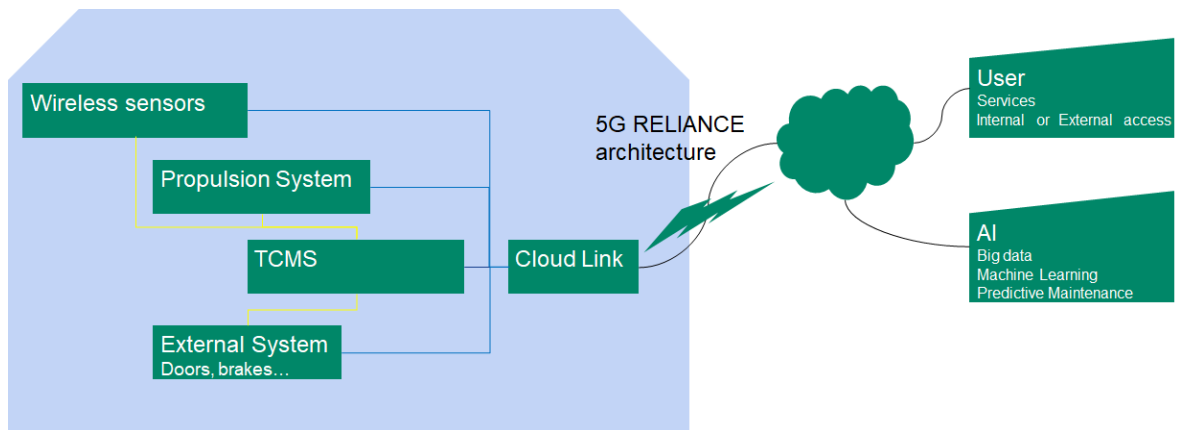 Wireless sensors
Propulsion System
TCMS
External System
Doors, brakes…
Cloud Link
5G RELIANCE
architecture
User
Services
Internal or External access
AI
Big data
Machine Learning
Predictive Maintenance